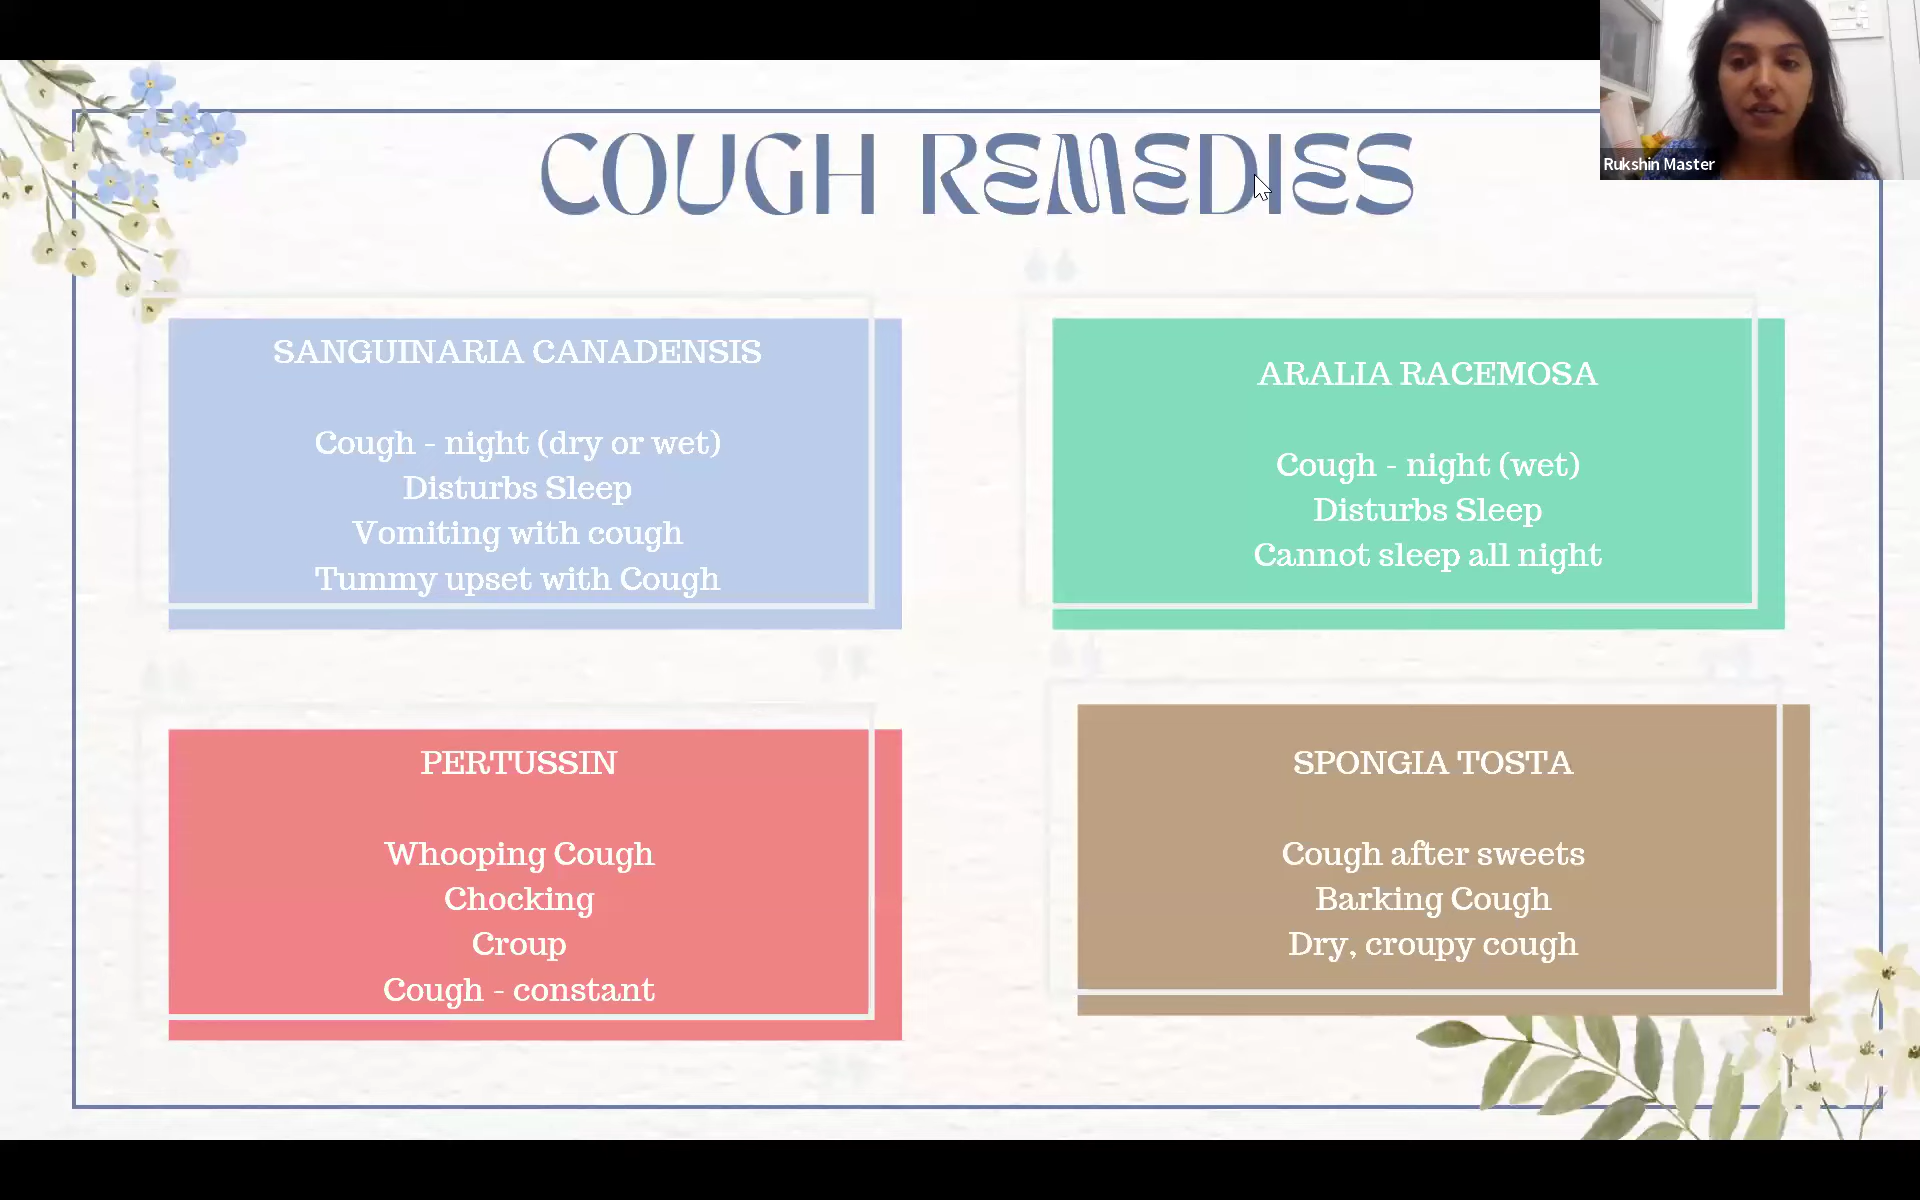 COUGH REMEDIES
Rukshin Master
SANGUINARIA CANADENSIS
Cough - night (dry or wet)
Disturbs Sleep
Vomiting with cough
Tummy upset with Cough
ARALIA RACEMOSA
Cough - night (wet)
Disturbs Sleep
Cannot sleep all night
PERTUSSIN
Whooping Cough
Chocking
Croup
Cough - constant
SPONGIA TOSTA
Cough after sweets
Barking Cough
Dry, croupy cough